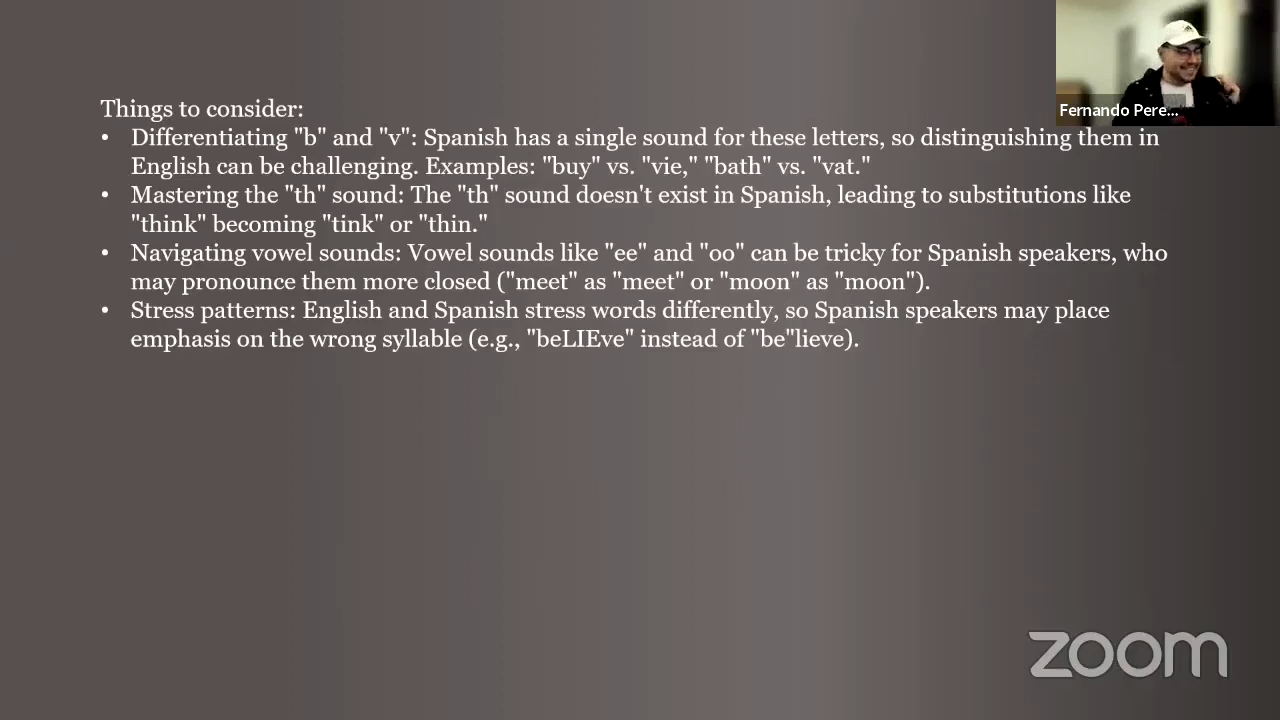 Things to consider:
• Differentiating "b" and "v": Spanish has a single sound for these letters, so distinguishing them in
English can be challenging. Examples: "buy" vs. "vie," "bath" vs. "vat."
• Mastering the "th" sound: The "th" sound doesn't exist in Spanish, leading to substitutions like
"think" becoming "tink" or "thin."
• Navigating vowel sounds: Vowel sounds like "ee" and "oo" can be tricky for Spanish speakers, who
may pronounce them more closed ("meet" as "meet" or "moon" as "moon").
• Stress patterns: English and Spanish stress words differently, so Spanish speakers may place
emphasis on the wrong syllable (e.g., "beLIEve" instead of "be"lieve).
Fernando Pere...
zoom